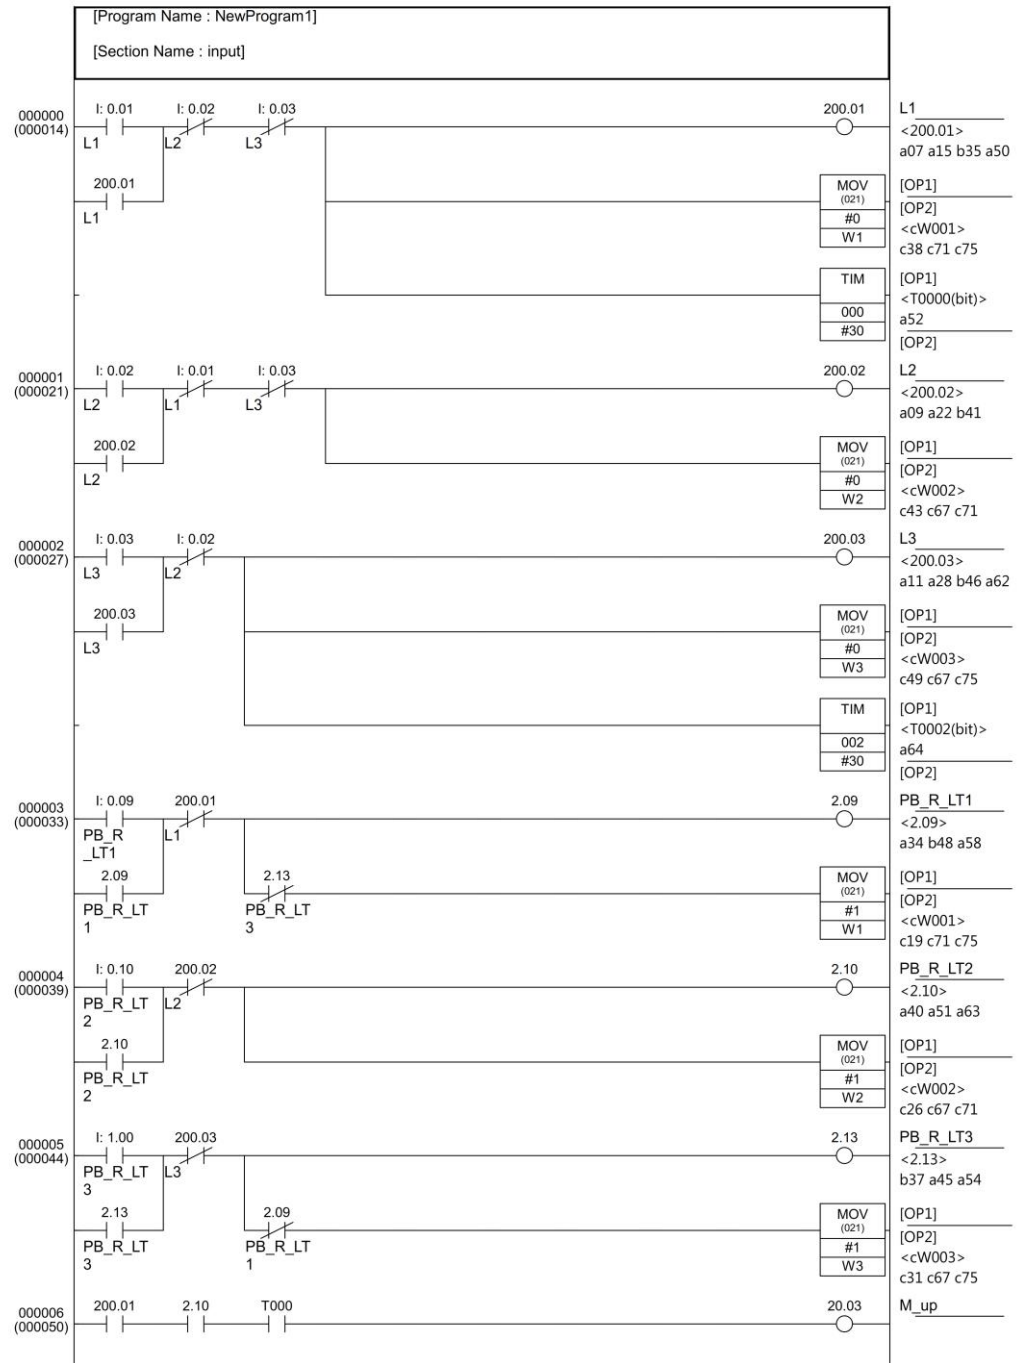 [Program Name : NewProgram1]
[Section Name : input]
000000
(000014)
I: 0.01 I: 0.02 I: 0.03 200.01 L1
L1 L2 L3
<200.01>
a07 a15 b35 a50
200.01 MOV [OP1]
L1 (021) [OP2]
#0 <cW001>
W1 c38 c71 c75
TIM [OP1]
<T0000(bit)>
000 a52
#30 [OP2]
000001
(000021)
I: 0.02 I: 0.01 I: 0.03 200.02 L2
L2 L1 L3
<200.02>
a09 a22 b41
200.02 MOV [OP1]
L2 (021) [OP2]
#0 <cW002>
W2 c43 c67 c71
000002
(000027)
I: 0.03 I: 0.02 200.03 L3
L3 L2
<200.03>
a11 a28 b46 a62
200.03 MOV [OP1]
L3 (021) [OP2]
#0 <cW003>
W3 c49 c67 c75
TIM [OP1]
<T0002(bit)>
002 a64
#30 [OP2]
000003
(000033)
I: 0.09 200.01 2.09 PB_R_LT1
PB_R L1
_LT1
<2.09>
a34 b48 a58
2.09 2.13 MOV [OP1]
PB_R_LT PB_R_LT (021) [OP2]
1 3 #1 <cW001>
W1 c19 c71 c75
000004
(000039)
I: 0.10 200.02 2.10 PB_R_LT2
PB_R_LT L2
2
<2.10>
a40 a51 a63
2.10 MOV [OP1]
PB_R_LT (021) [OP2]
2 #1 <cW002>
W2 c26 c67 c71
000005
(000044)
I: 1.00 200.03 2.13 PB_R_LT3
PB_R_LT L3
3
<2.13>
b37 a45 a54
2.13 2.09 MOV [OP1]
PB_R_LT PB_R_LT (021) [OP2]
3 1 #1 <cW003>
W3 c31 c67 c75
000006
(000050)
200.01 2.10 T000 20.03 M_up